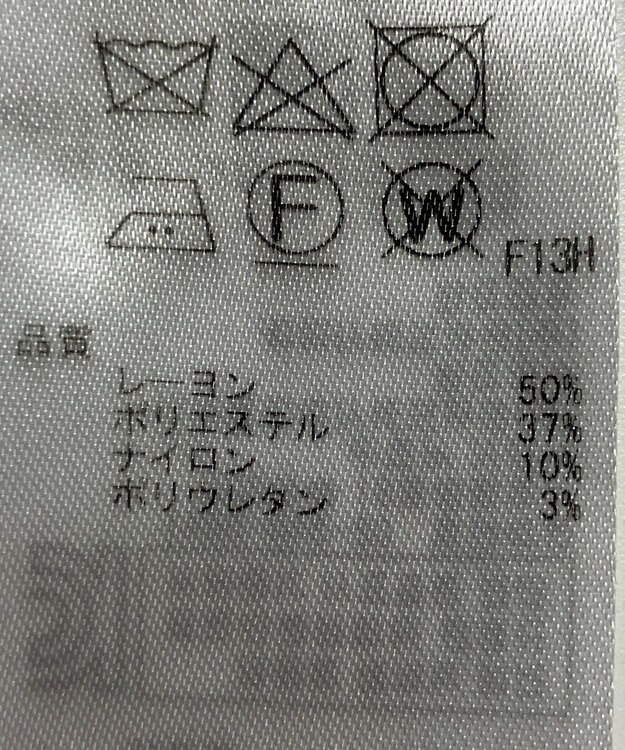 F
W
F13H
品質
レーヨン 50%
ポリエステル 37%
ナイロン 10%
ポリウレタン 3%